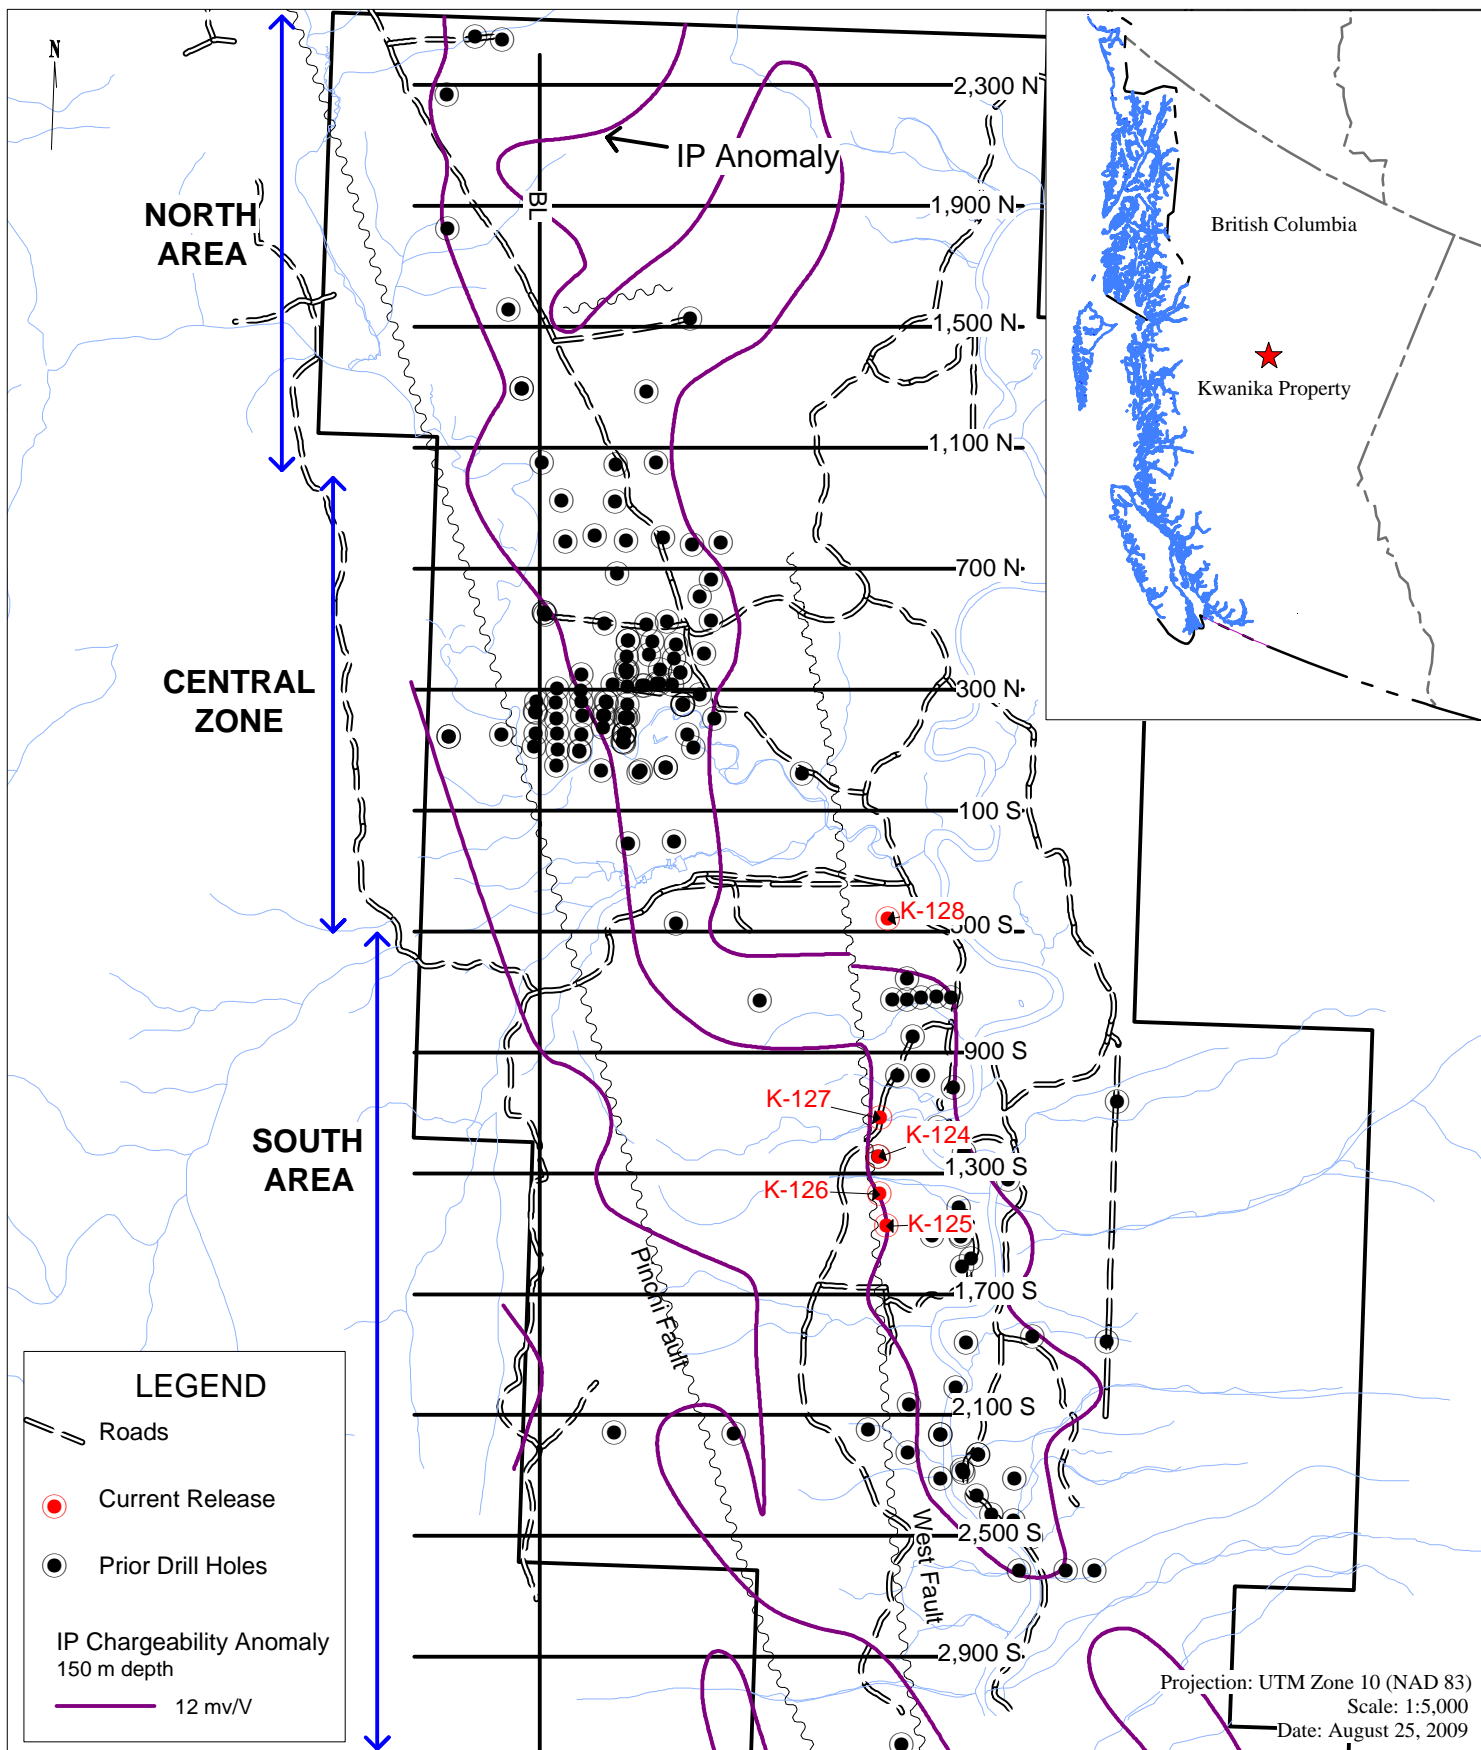 N
2,300 N
IP Anomaly
BL
1,900 N
NORTH
AREA
British Columbia
1,500 N
Kwanika Property
1,100 N
700 N
CENTRAL
ZONE
300 N
100 S
K-128
500 S
900 S
K-127
K-124
SOUTH
AREA
1,300 S
K-126
K-125
Pinchi Fault
1,700 S
2,100 S
2,500 S
West Fault
2,900 S
LEGEND
Roads
Current Release
Prior Drill Holes
IP Chargeability Anomaly
150 m depth
12 mv/V
Projection: UTM Zone 10 (NAD 83)
Scale: 1:5,000
Date: August 25, 2009